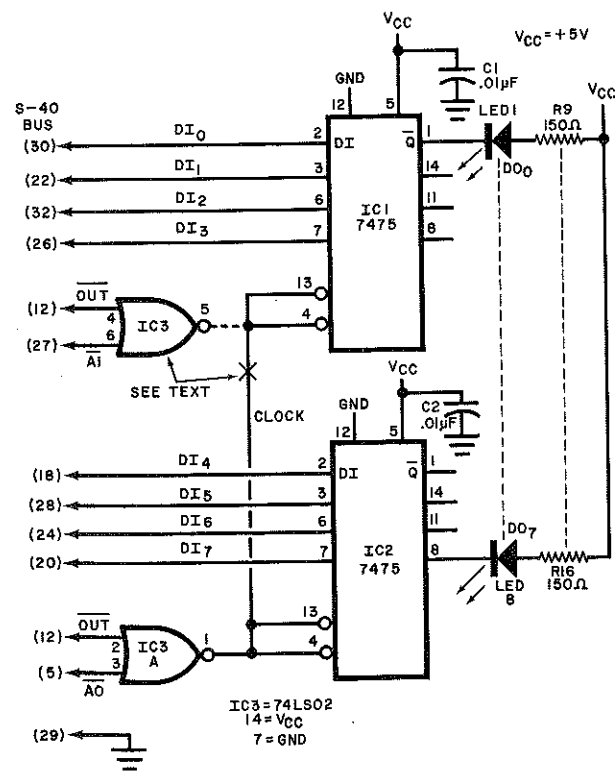 VCC
VCC=+5V
C1
.01µF
GND
VCC
S-40
BUS
12
5
LED1
R9
150Ω
(30)
DI0
2
DI
Q̅
1
DO0
(22)
DI1
3
14
(32)
DI2
6
11
(26)
DI3
7
IC1
7475
8
13
(12)
O̅U̅T̅
4
IC3
5
4
(27)
6
A̅1̅
SEE TEXT
CLOCK
VCC
GND
12
5
C2
.01µF
(18)
DI4
2
DI
Q̅
1
(28)
DI5
3
14
(24)
DI6
6
11
(20)
DI7
7
IC2
7475
8
DO7
LED
8
R16
150Ω
13
(12)
O̅U̅T̅
2
IC3
A
1
4
(5)
3
A̅0̅
IC3=74LS02
14=VCC
7=GND
(29)